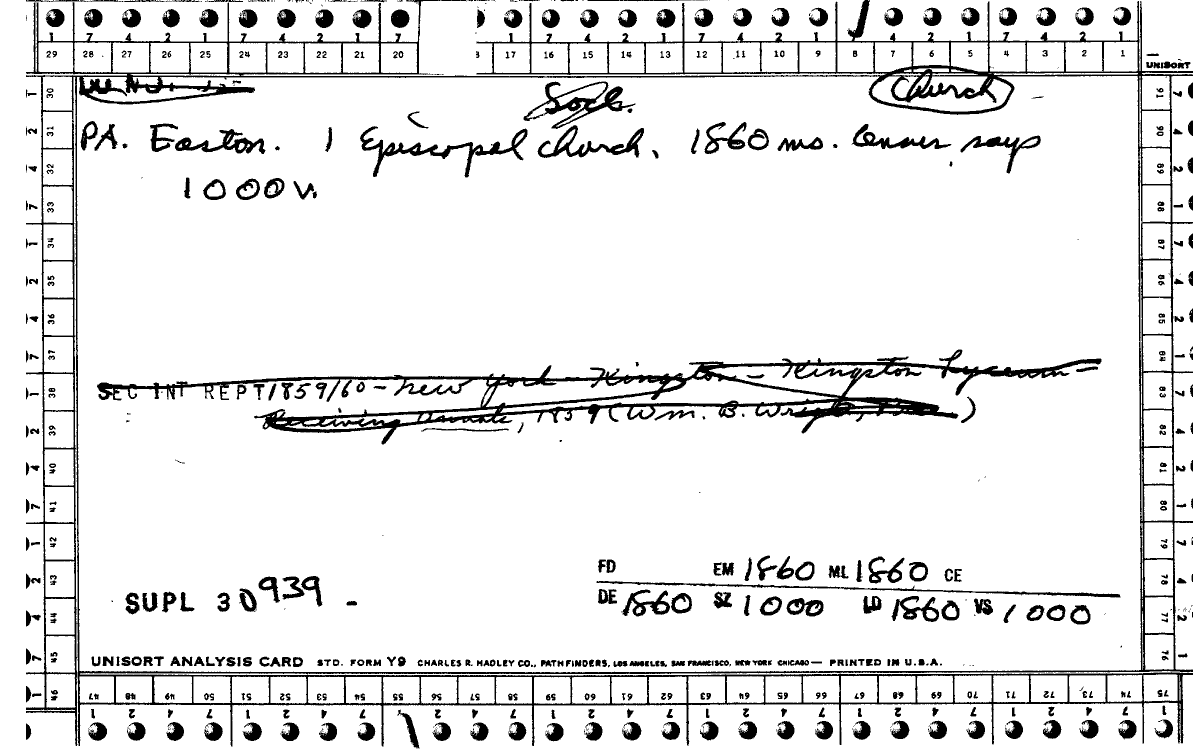 1 7 4 2 1 7 4 2 1 7 7 4 2 1 7 4 2 1 7 4 2 1 7 4 2 1
29 28 27 26 25 24 23 22 21 20 17 16 15 14 13 12 11 10 9 8 7 6 5 4 3 2 1
UNISORT
Socb. Church
PA. Easton. 1 Episcopal church, 1860 ms. census says
1000 v.
SEC INT REPT 1859/60 - New York - Kingston - Kingston Lyceum -
Receiving annals, 1859 (Wm. B. Wright, )
FD EM 1860 ML 1860 CE
SUPL 30939 -
DE 1860 SZ 1000 LD 1860 VS 1000
UNISORT ANALYSIS CARD STD. FORM Y9 CHARLES R. HADLEY CO., PATHFINDERS, LOS ANGELES, SAN FRANCISCO, NEW YORK CHICAGO — PRINTED IN U.S.A.
47 48 49 50 51 52 53 54 55 56 57 58 59 60 61 62 63 64 65 66 67 68 69 70 71 72 73 74 75
30 31 32 33 34 35 36 37 38 39 40 41 42 43 44 45 46
91 90 89 88 87 86 85 84 83 82 81 80 79 78 77 76